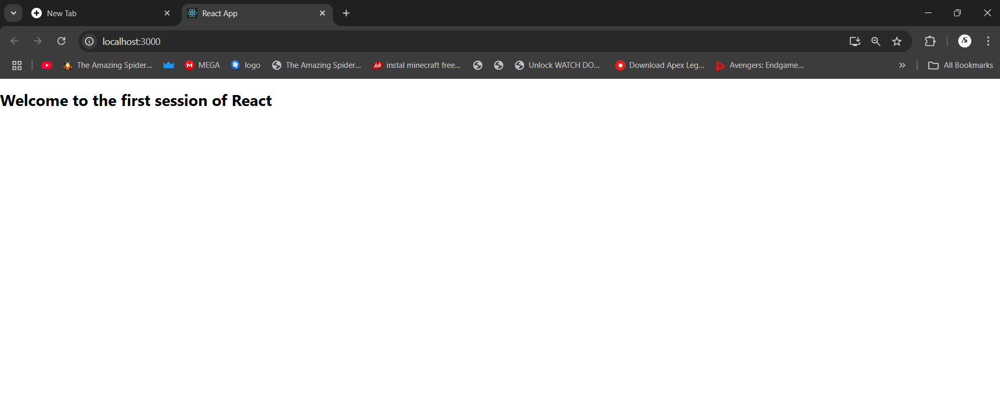 New Tab
React App
localhost:3000
The Amazing Spider...
MEGA
logo
The Amazing Spider...
Ask
instal minecraft free...
Unlock WATCH DO...
Download Apex Leg...
Avengers: Endgame...
All Bookmarks
Welcome to the first session of React